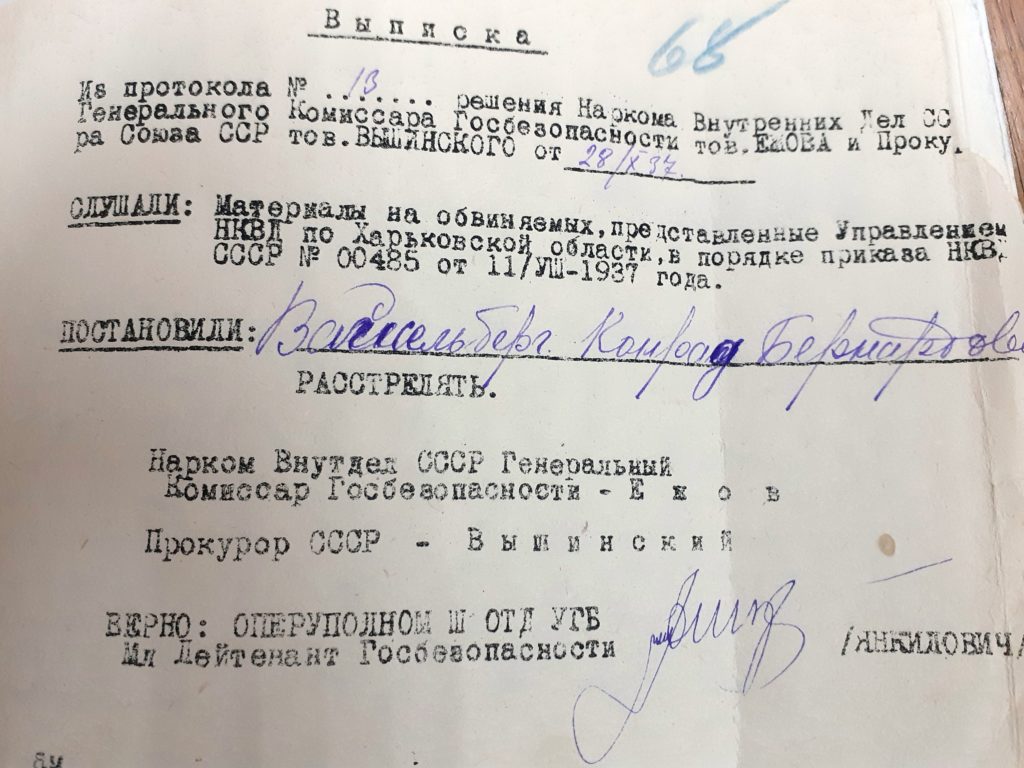 Выписка
68
Из протокола № 13 решения Наркома Внутренних Дел СС
Генерального Комиссара Госбезопасности тов.ЕЖОВА и Проку
ра Союза ССР тов.ВЫШИНСКОГО от 28/X 37.
СЛУШАЛИ: Материалы на обвиняемых,представленные Управлением
НКВД по Харьковской области,в порядке приказа НКВД
СССР № 00485 от 11/УШ-1937 года.
ПОСТАНОВИЛИ: Вассельберг Конрад Бернардове
РАССТРЕЛЯТЬ.
Нарком Внутдел СССР Генеральный
Комиссар Госбезопасности - Ежов
Прокурор СССР - Вышинский
ВЕРНО: ОПЕРУПОЛНОМ Ш ОТД УГБ
Мл Лейтенант Госбезопасности /ЯНКИЛОВИЧ/